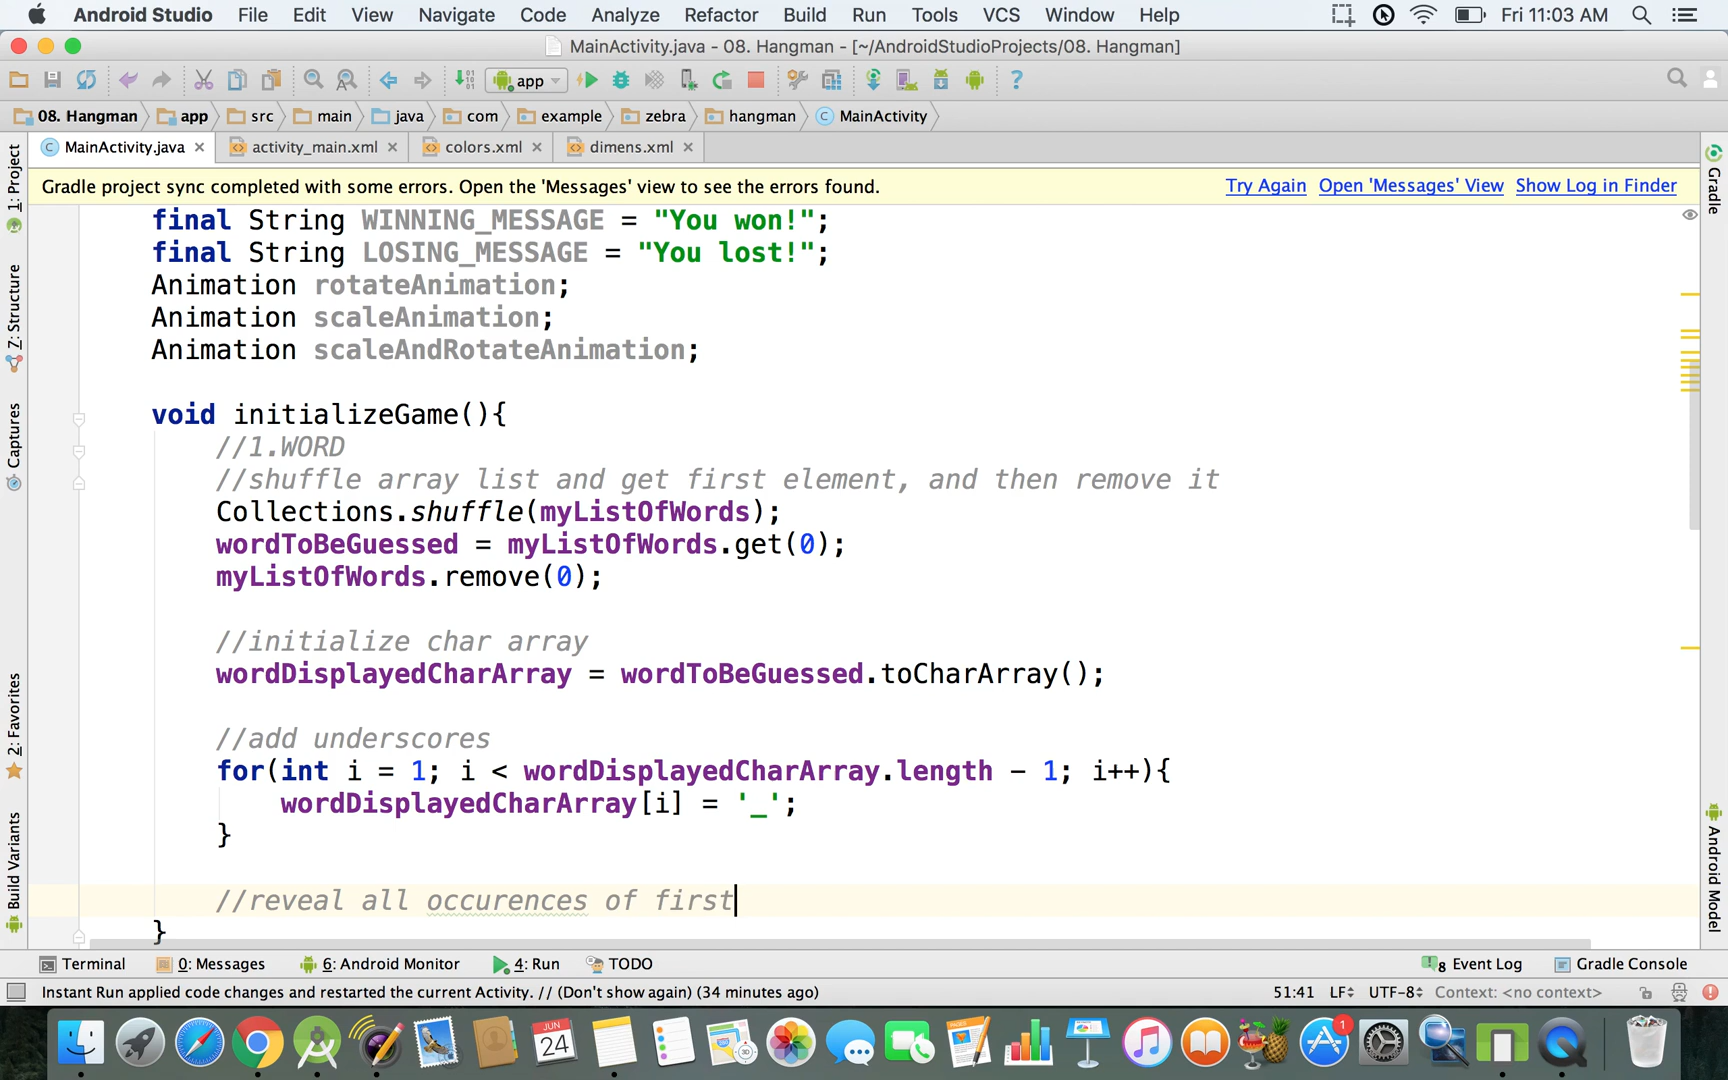 Android Studio File Edit View Navigate Code Analyze Refactor Build Run Tools VCS Window Help Fri 11:03 AM
MainActivity.java - 08. Hangman - [~/AndroidStudioProjects/08. Hangman]
app
08. Hangman app src main java com example zebra hangman MainActivity
MainActivity.java activity_main.xml colors.xml dimens.xml
Gradle project sync completed with some errors. Open the 'Messages' view to see the errors found. Try Again Open 'Messages' View Show Log in Finder
final String WINNING_MESSAGE = "You won!";
final String LOSING_MESSAGE = "You lost!";
Animation rotateAnimation;
Animation scaleAnimation;
Animation scaleAndRotateAnimation;
void initializeGame(){
//1.WORD
//shuffle array list and get first element, and then remove it
Collections.shuffle(myListOfWords);
wordToBeGuessed = myListOfWords.get(0);
myListOfWords.remove(0);
//initialize char array
wordDisplayedCharArray = wordToBeGuessed.toCharArray();
//add underscores
for(int i = 1; i < wordDisplayedCharArray.length - 1; i++){
wordDisplayedCharArray[i] = '_';
}
//reveal all occurences of first
}
1: Project
7: Structure
Captures
2: Favorites
Build Variants
Gradle
Android Model
Terminal 0: Messages 6: Android Monitor 4: Run TODO 8 Event Log Gradle Console
Instant Run applied code changes and restarted the current Activity. // (Don't show again) (34 minutes ago) 51:41 LF UTF-8 Context: <no context>
JUN
24
1